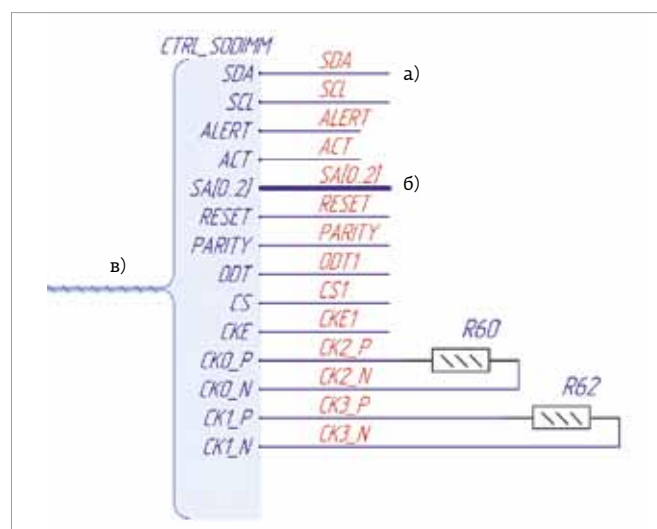 CTRL_SODIMM
SDA SDA а)
SCL SCL
ALERT ALERT
ACT ACT
SA[0..2] SA[0..2] б)
RESET RESET
PARITY PARITY
в) ODT ODT1
CS CS1
CKE CKE1
R60
CK0_P CK2_P
CK0_N CK2_N
R62
CK1_P CK3_P
CK1_N CK3_N